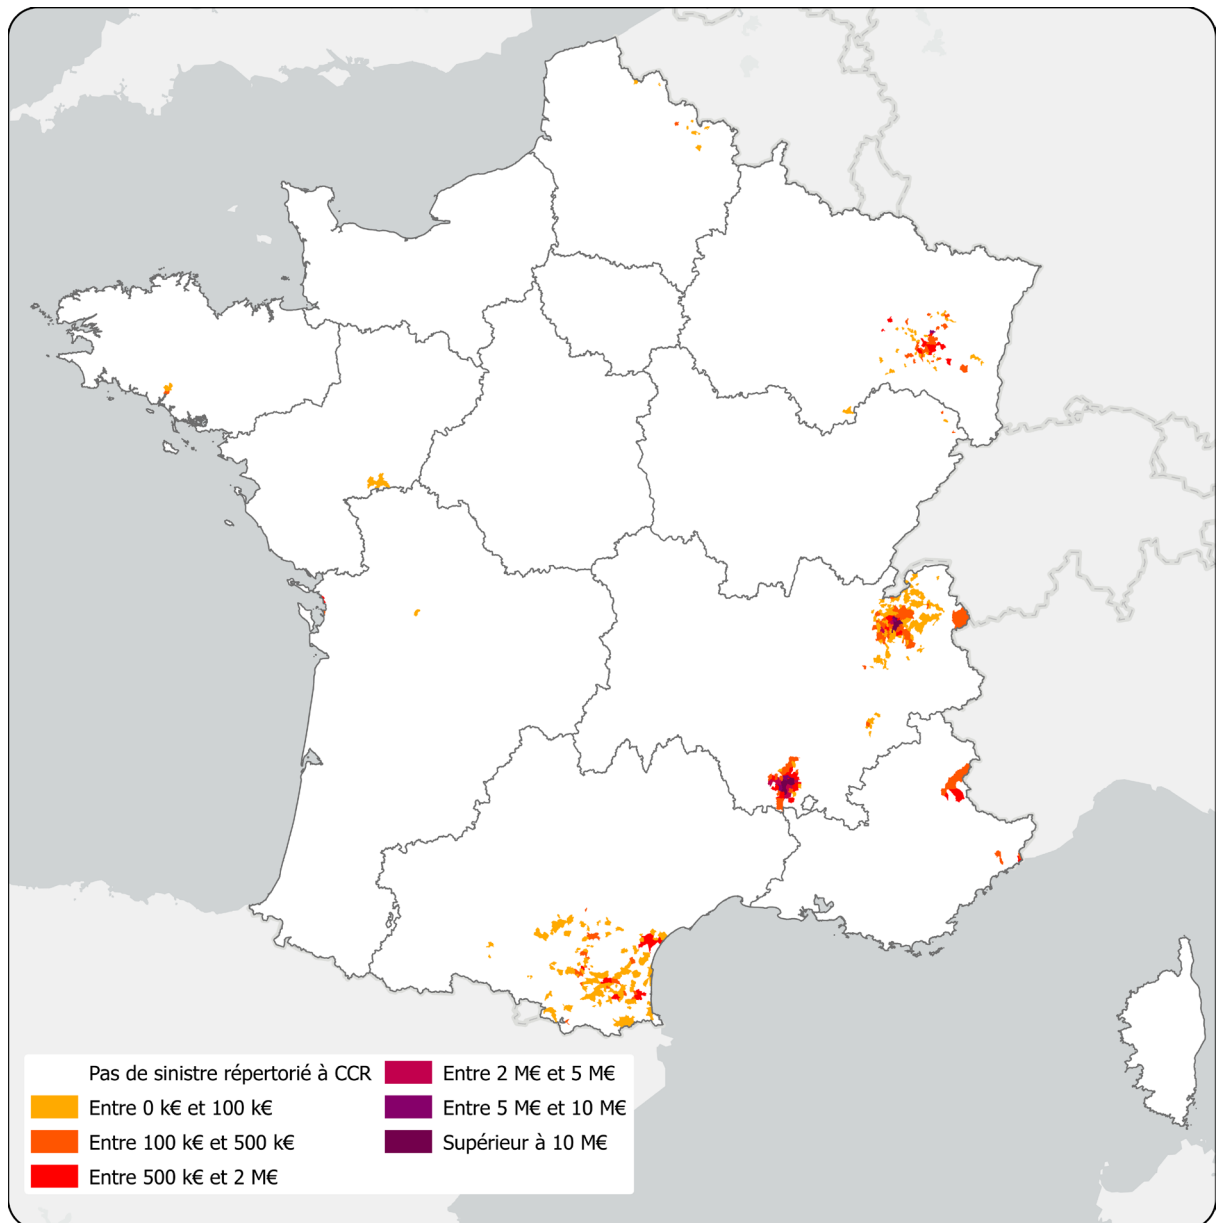 Pas de sinistre répertorié à CCR
Entre 0 k€ et 100 k€
Entre 100 k€ et 500 k€
Entre 500 k€ et 2 M€
Entre 2 M€ et 5 M€
Entre 5 M€ et 10 M€
Supérieur à 10 M€